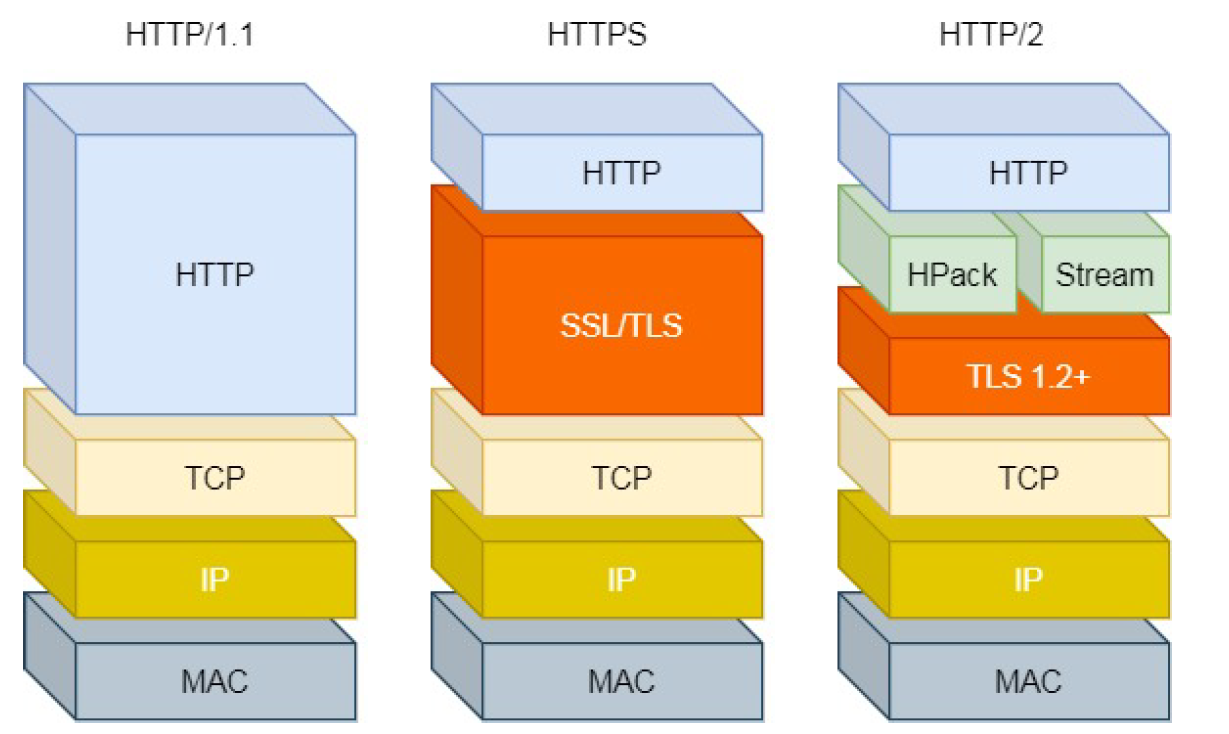 HTTP/1.1 HTTPS HTTP/2
HTTP HTTP
HTTP HPack Stream
SSL/TLS
TLS 1.2+
TCP TCP TCP
IP IP IP
MAC MAC MAC